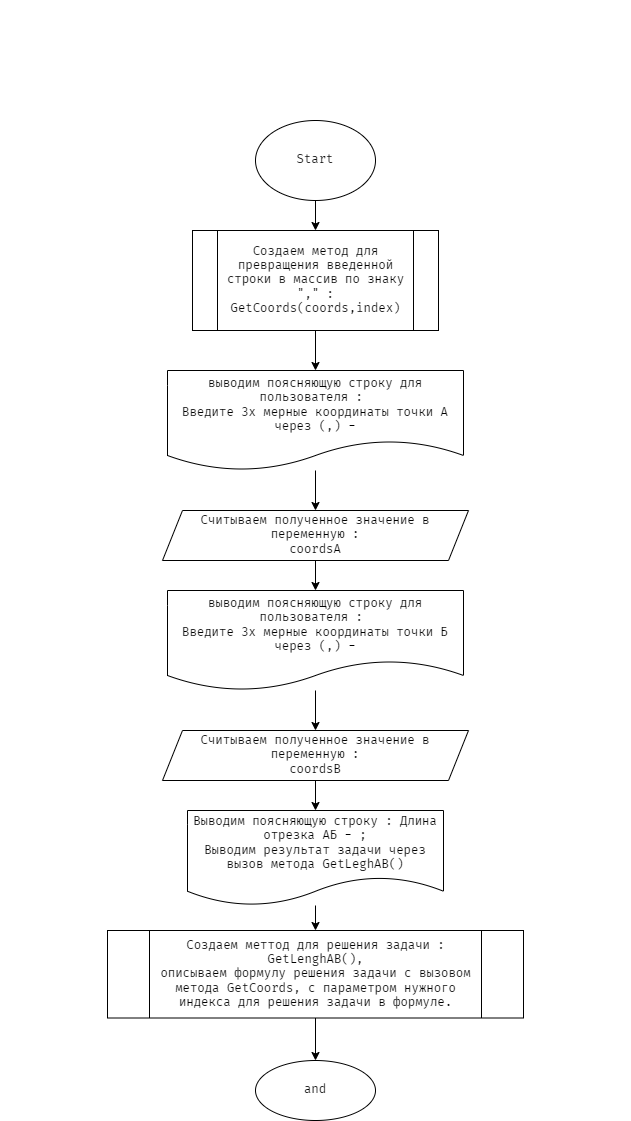 Start
Создаем метод для
превращения введенной
строки в массив по знаку
"," :
GetCoords(coords,index)
выводим поясняющую строку для
пользователя :
Введите 3х мерные координаты точки А
через (,) -
Считываем полученное значение в
переменную :
coordsA
выводим поясняющую строку для
пользователя :
Введите 3х мерные координаты точки Б
через (,) -
Считываем полученное значение в
переменную :
coordsB
Выводим поясняющую строку : Длина
отрезка АБ - ;
Выводим результат задачи через
вызов метода GetLeghAB()
Создаем меттод для решения задачи :
GetLenghAB(),
описываем формулу решения задачи с вызовом
метода GetCoords, с параметром нужного
индекса для решения задачи в формуле.
and